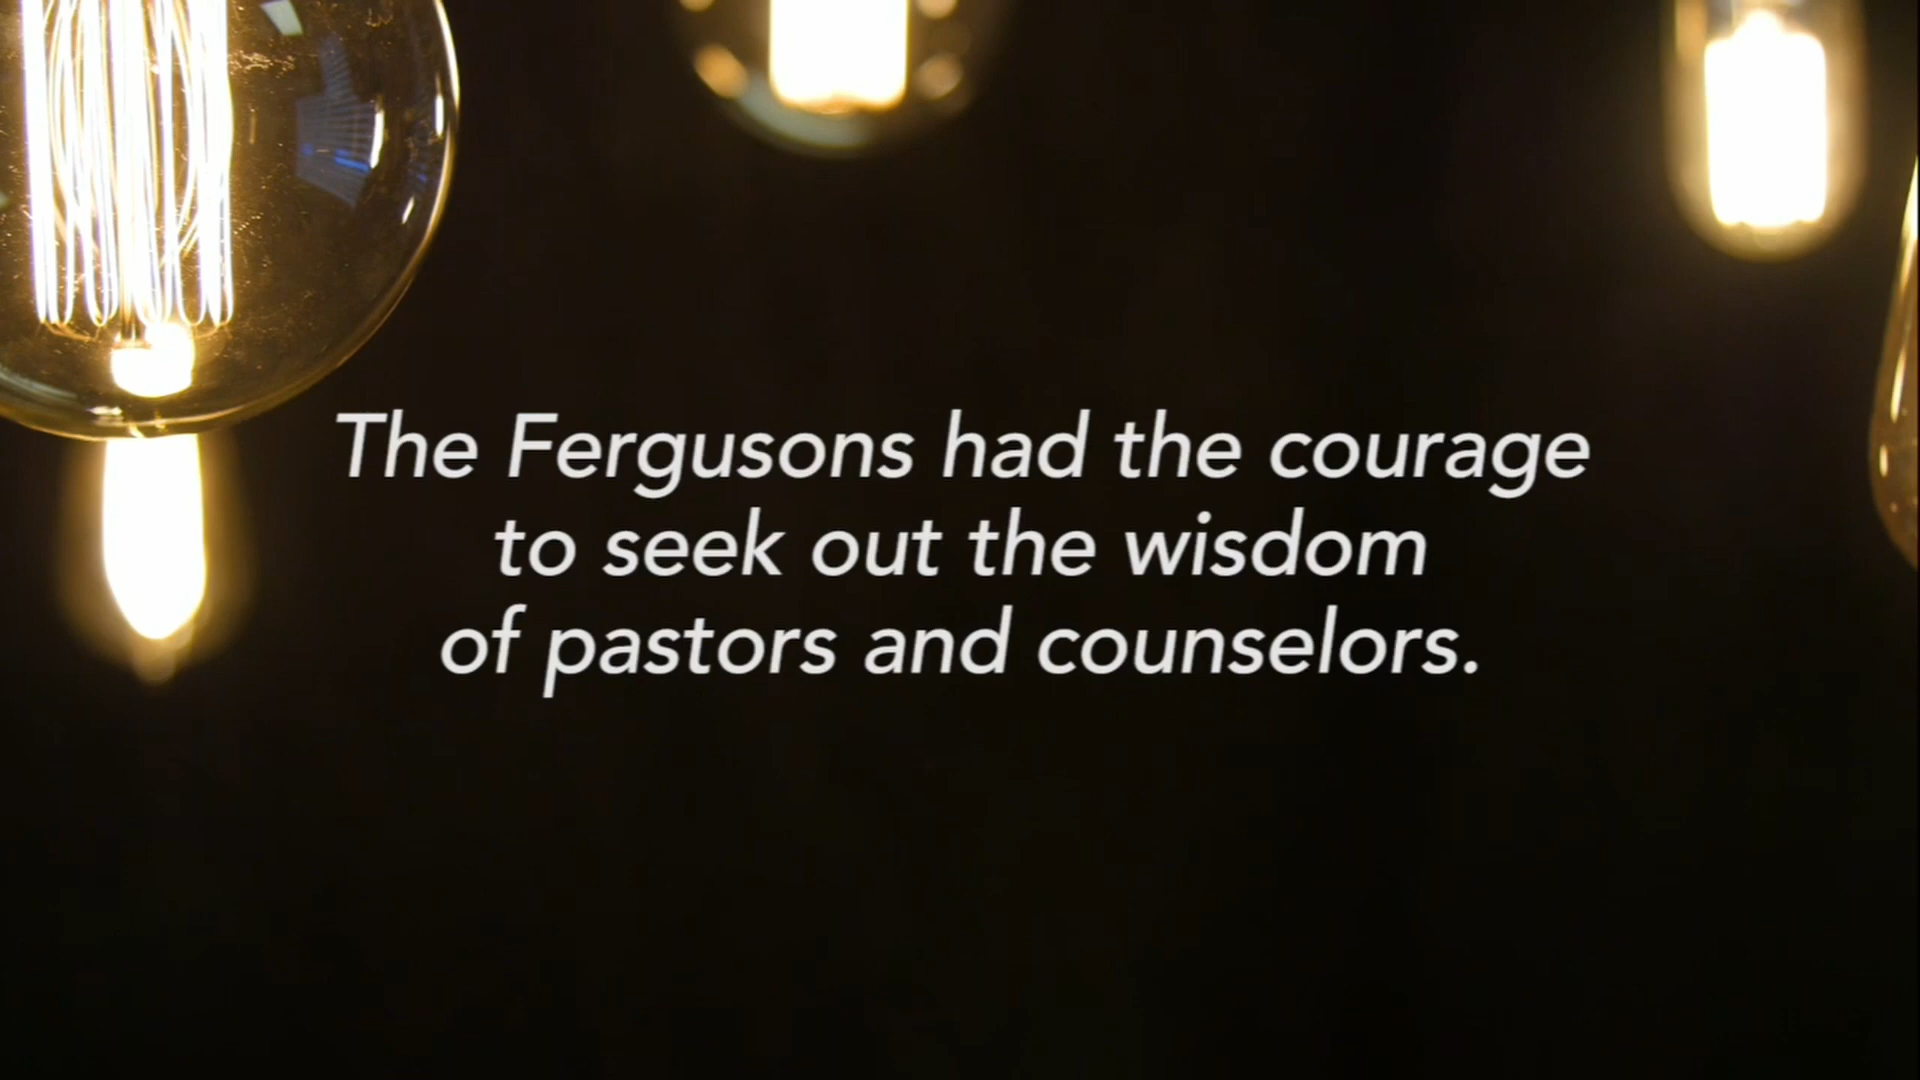 The Fergusons had the courage
to seek out the wisdom
of pastors and counselors.